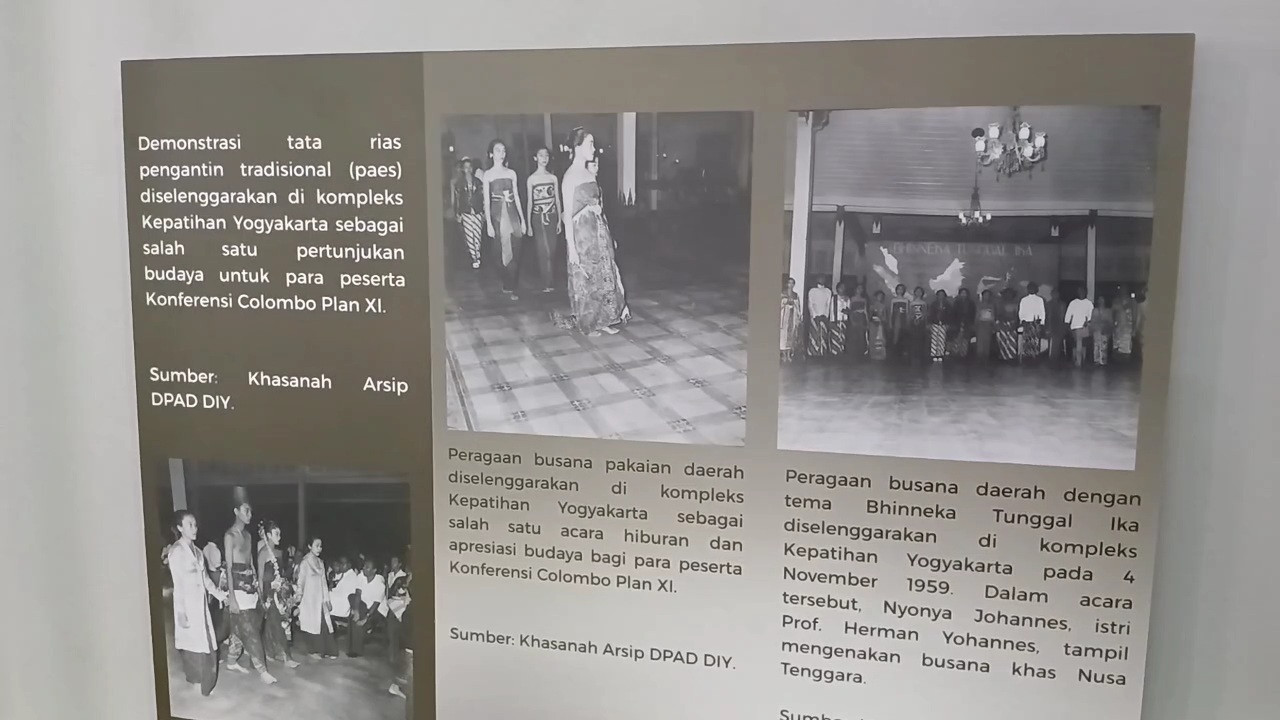 Demonstrasi tata rias
pengantin tradisional (paes)
diselenggarakan di kompleks
Kepatihan Yogyakarta sebagai
salah satu pertunjukan
budaya untuk para peserta
Konferensi Colombo Plan XI.
Sumber: Khasanah Arsip
DPAD DIY.
BHINNEKA TUNGGAL IKA
Peragaan busana pakaian daerah
diselenggarakan di kompleks
Kepatihan Yogyakarta sebagai
salah satu acara hiburan dan
apresiasi budaya bagi para peserta
Konferensi Colombo Plan XI.
Sumber: Khasanah Arsip DPAD DIY.
Peragaan busana daerah dengan
tema Bhinneka Tunggal Ika
diselenggarakan di kompleks
Kepatihan Yogyakarta pada 4
November 1959. Dalam acara
tersebut, Nyonya Johannes, istri
Prof. Herman Yohannes, tampil
mengenakan busana khas Nusa
Tenggara.